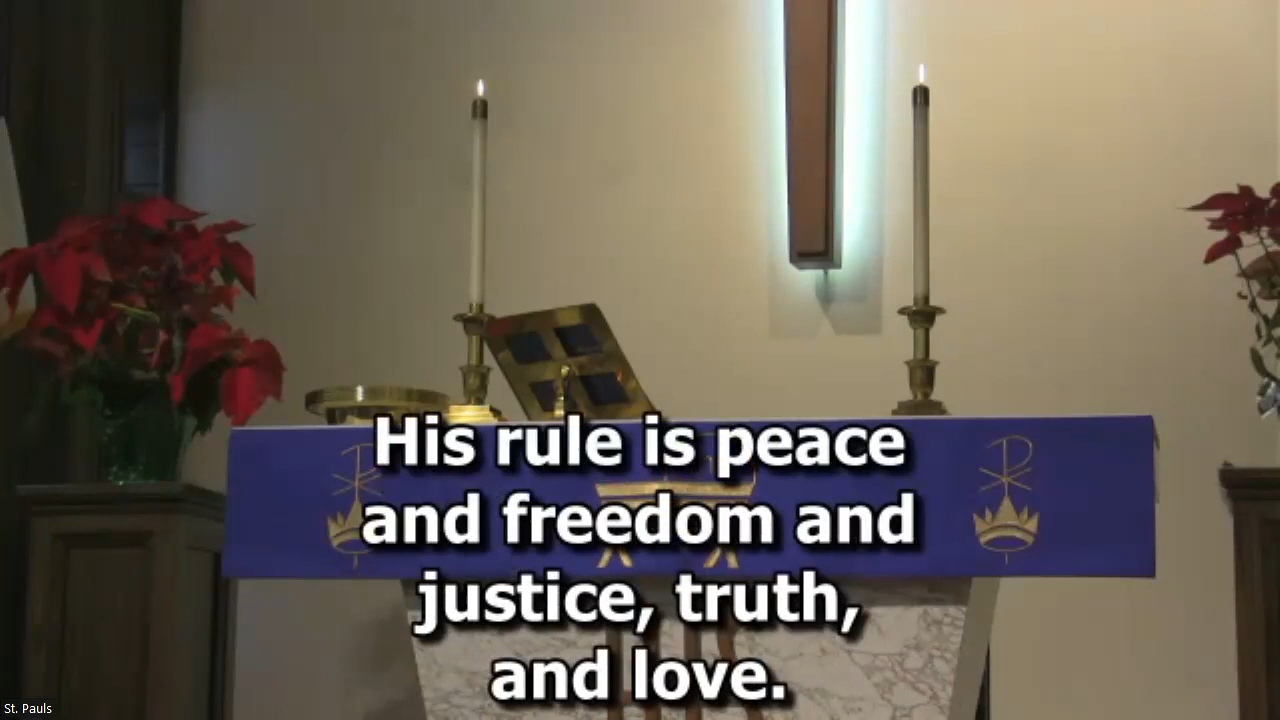 His rule is peace
and freedom and
justice, truth,
and love.
St. Pauls